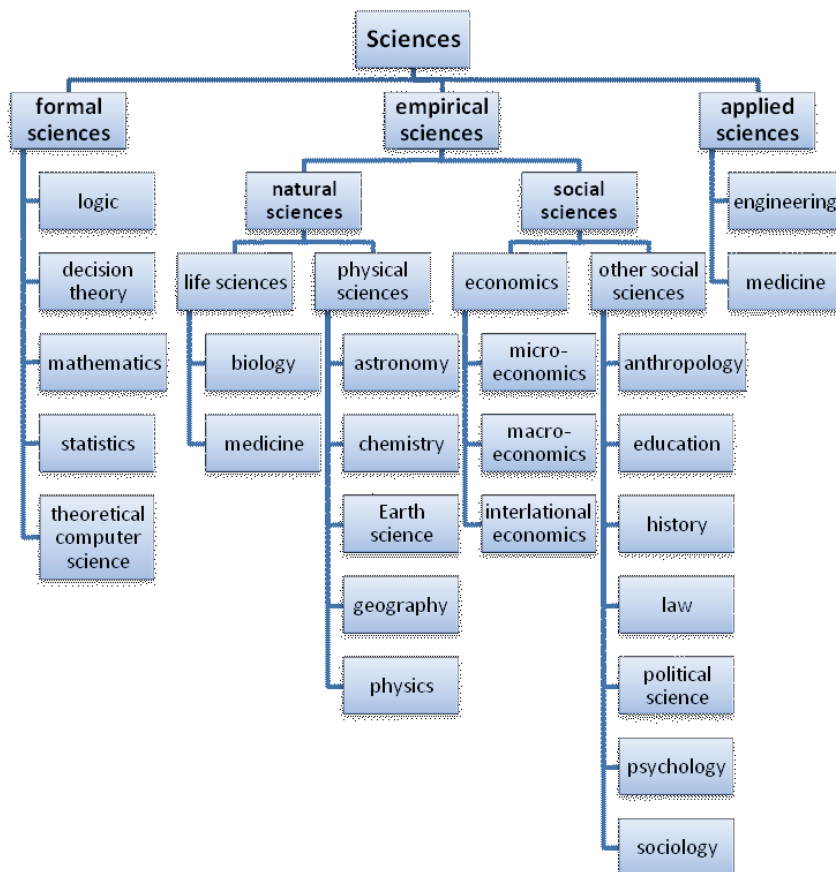 Sciences
formal
sciences
empirical
sciences
applied
sciences
logic
decision
theory
mathematics
statistics
theoretical
computer
science
natural
sciences
social
sciences
life sciences
physical
sciences
economics
other social
sciences
biology
medicine
astronomy
chemistry
Earth
science
geography
physics
micro-
economics
macro-
economics
interlational
economics
anthropology
education
history
law
political
science
psychology
sociology
engineering
medicine